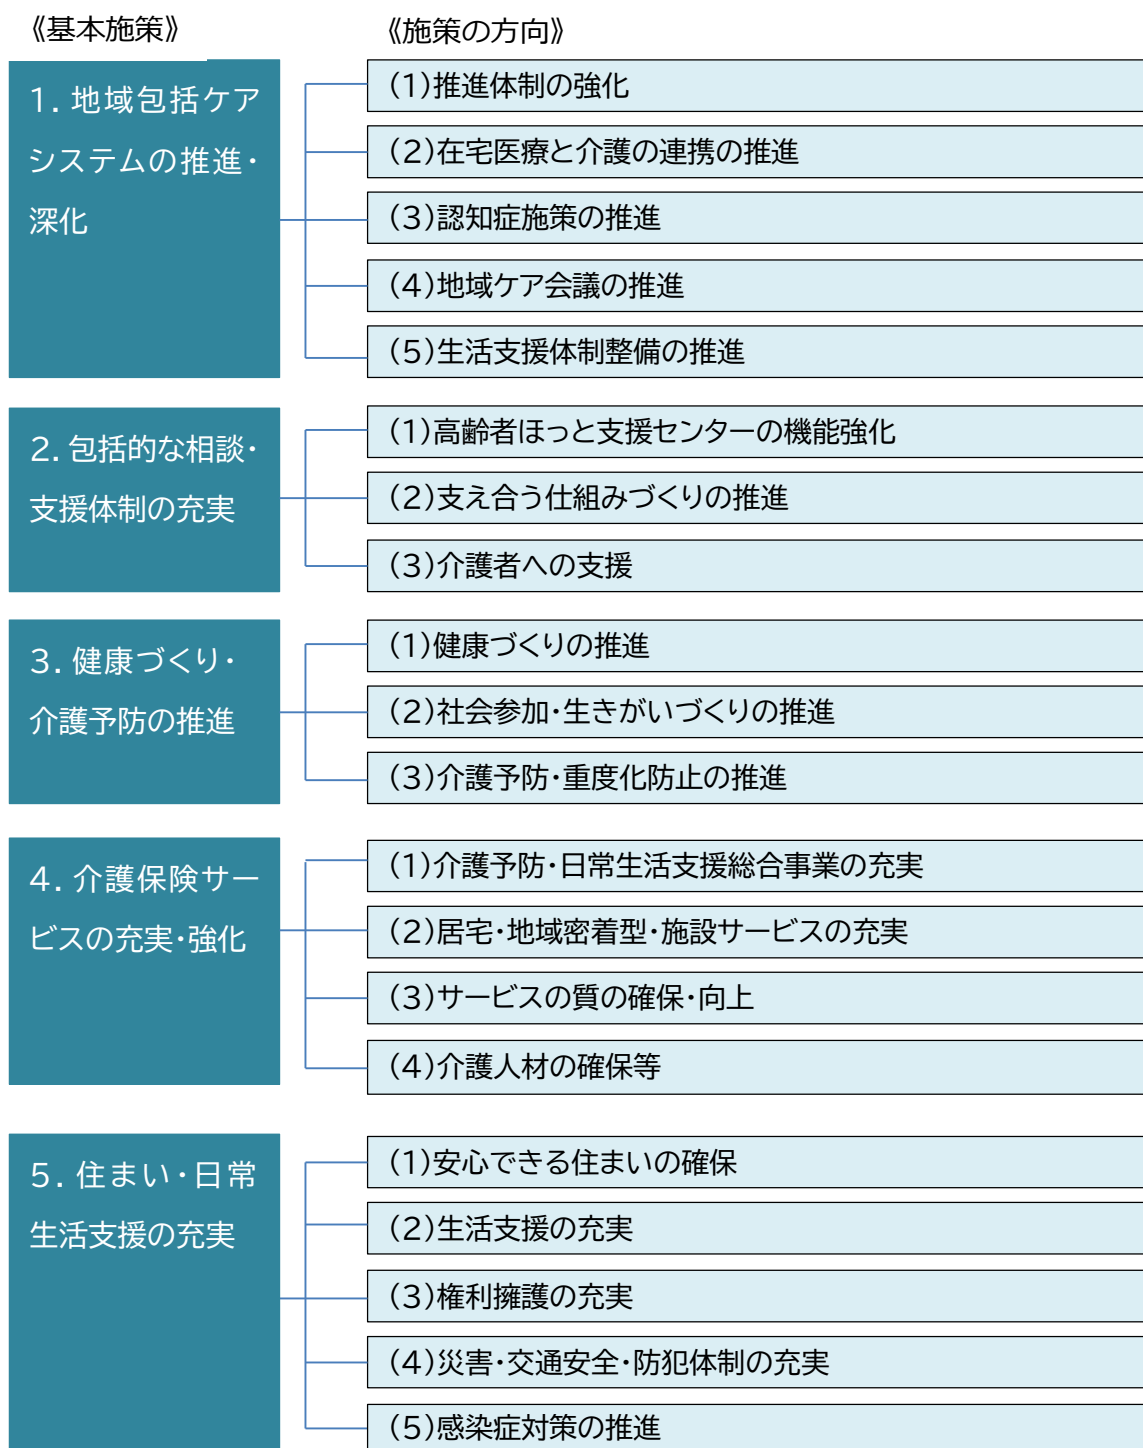 《基本施策》
《施策の方向》
1．地域包括ケア
システムの推進・
深化
（1）推進体制の強化
（2）在宅医療と介護の連携の推進
（3）認知症施策の推進
（4）地域ケア会議の推進
（5）生活支援体制整備の推進
2．包括的な相談・
支援体制の充実
（1）高齢者ほっと支援センターの機能強化
（2）支え合う仕組みづくりの推進
（3）介護者への支援
3．健康づくり・
介護予防の推進
（1）健康づくりの推進
（2）社会参加・生きがいづくりの推進
（3）介護予防・重度化防止の推進
4．介護保険サー
ビスの充実・強化
（1）介護予防・日常生活支援総合事業の充実
（2）居宅・地域密着型・施設サービスの充実
（3）サービスの質の確保・向上
（4）介護人材の確保等
5．住まい・日常
生活支援の充実
（1）安心できる住まいの確保
（2）生活支援の充実
（3）権利擁護の充実
（4）災害・交通安全・防犯体制の充実
（5）感染症対策の推進